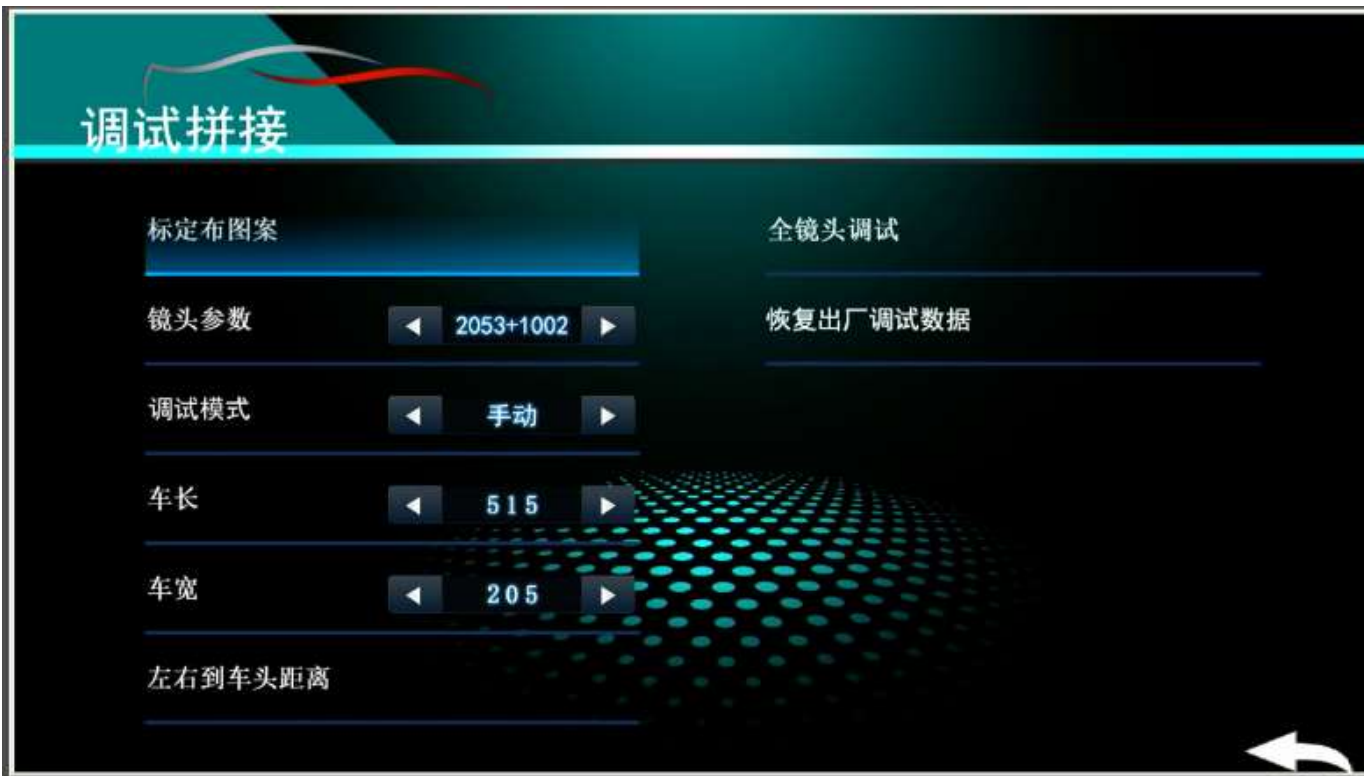 调试拼接
标定布图案
镜头参数 2053+1002
调试模式 手动
车长 515
车宽 205
左右到车头距离
全镜头调试
恢复出厂调试数据